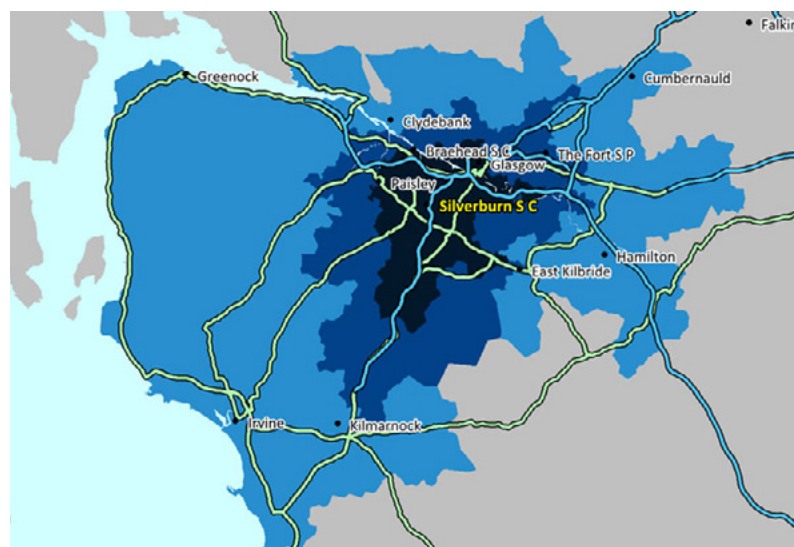 Falkirk
Greenock
Cumbernauld
Clydebank
Braehead S C
The Fort S P
Glasgow
Paisley
Silverburn S C
Hamilton
East Kilbride
Irvine
Kilmarnock